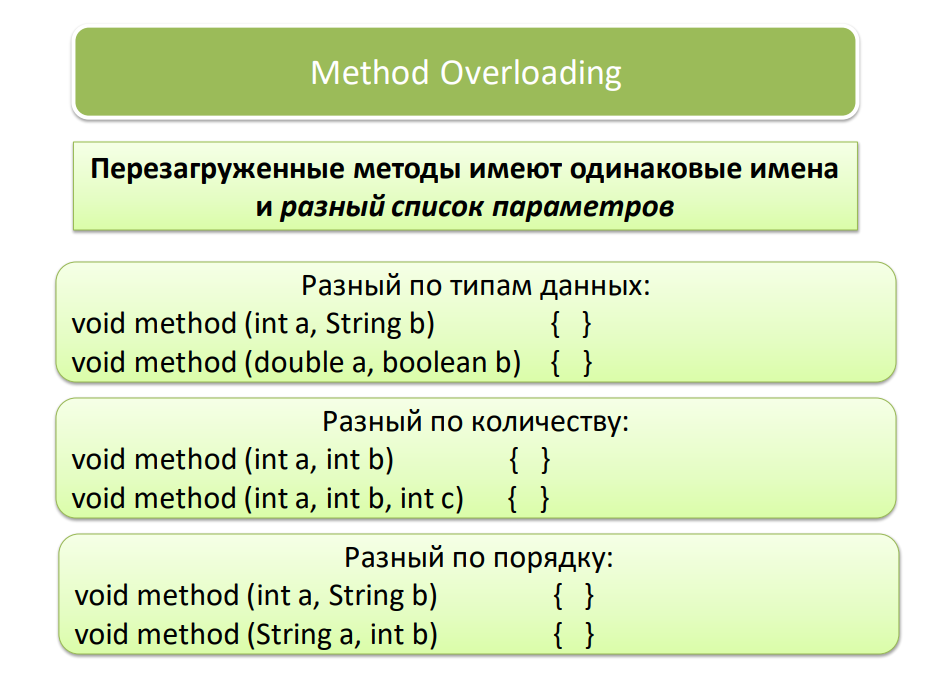 Method Overloading
Перезагруженные методы имеют одинаковые имена
и разный список параметров
Разный по типам данных:
void method (int a, String b) { }
void method (double a, boolean b) { }
Разный по количеству:
void method (int a, int b) { }
void method (int a, int b, int c) { }
Разный по порядку:
void method (int a, String b) { }
void method (String a, int b) { }